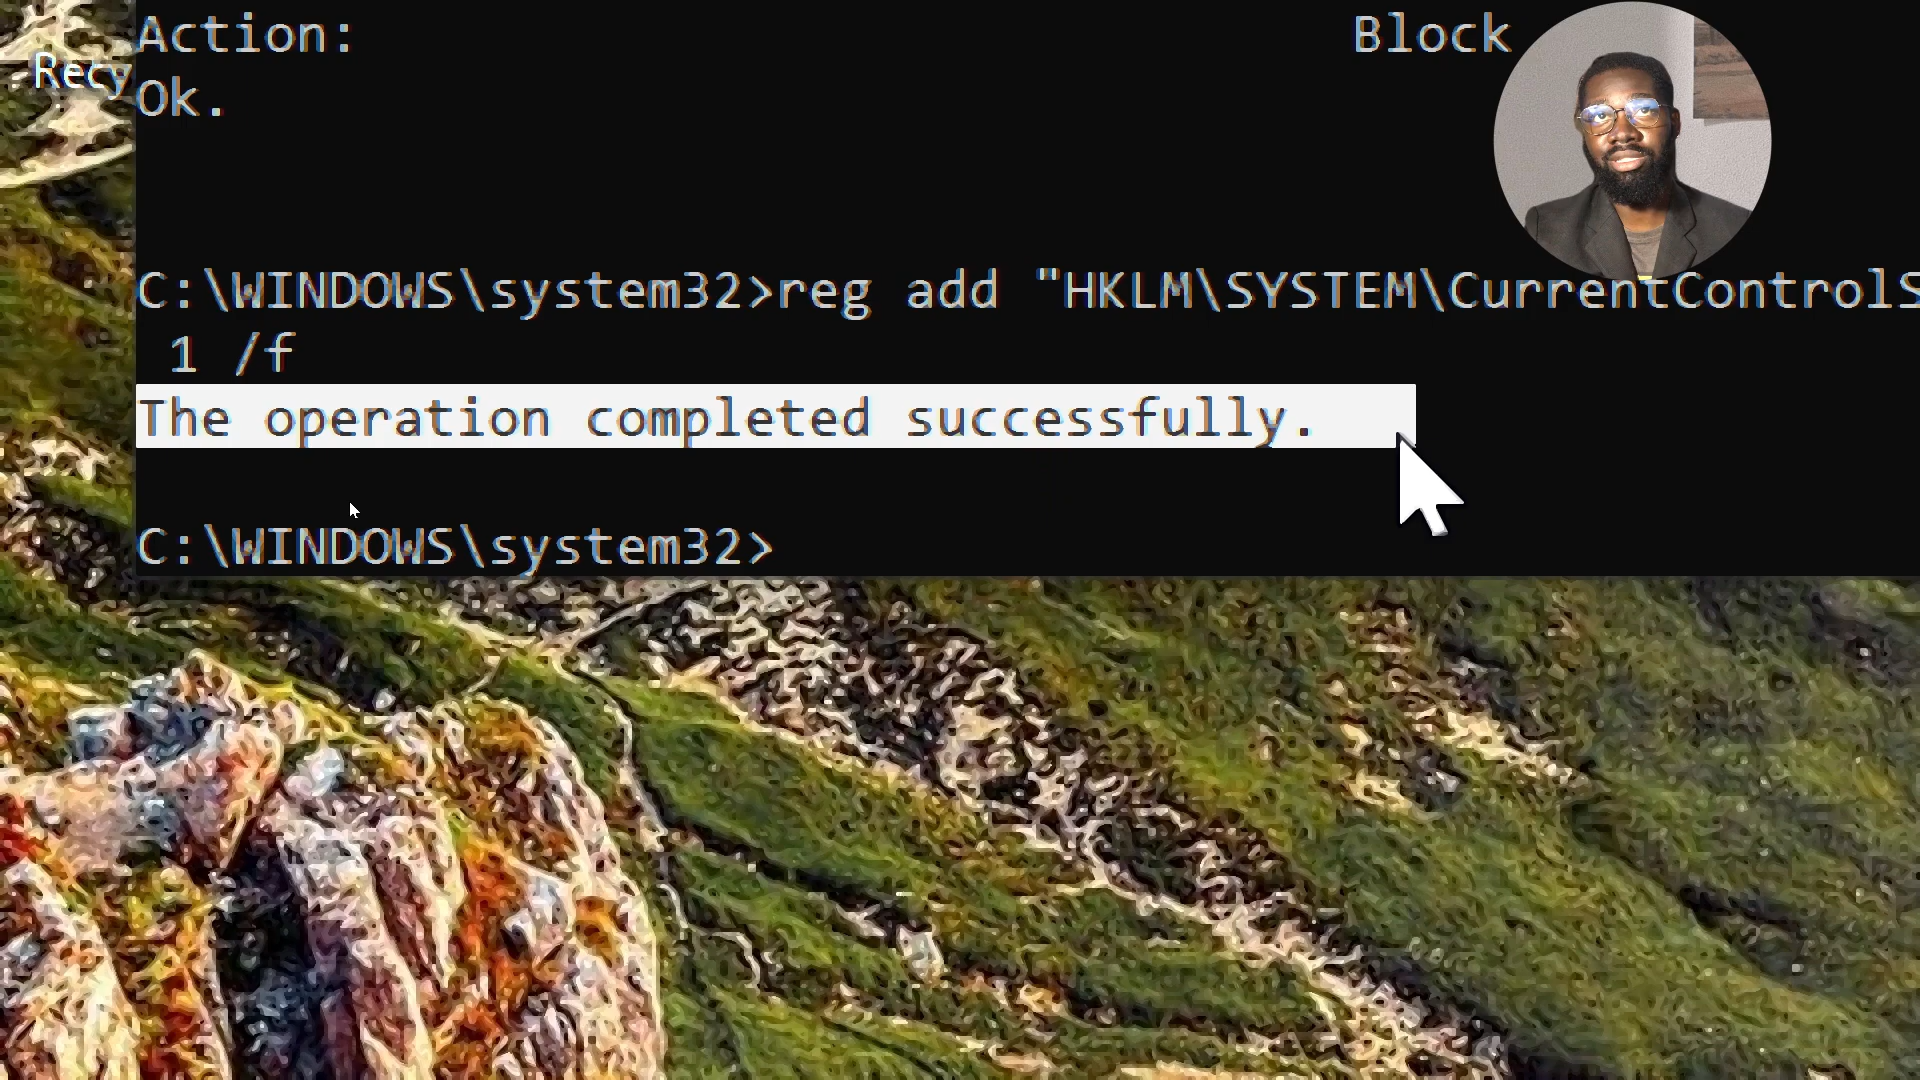 Action: Block
Recy
Ok.
C:\WINDOWS\system32>reg add "HKLM\SYSTEM\CurrentControlS
1 /f
The operation completed successfully.
C:\WINDOWS\system32>